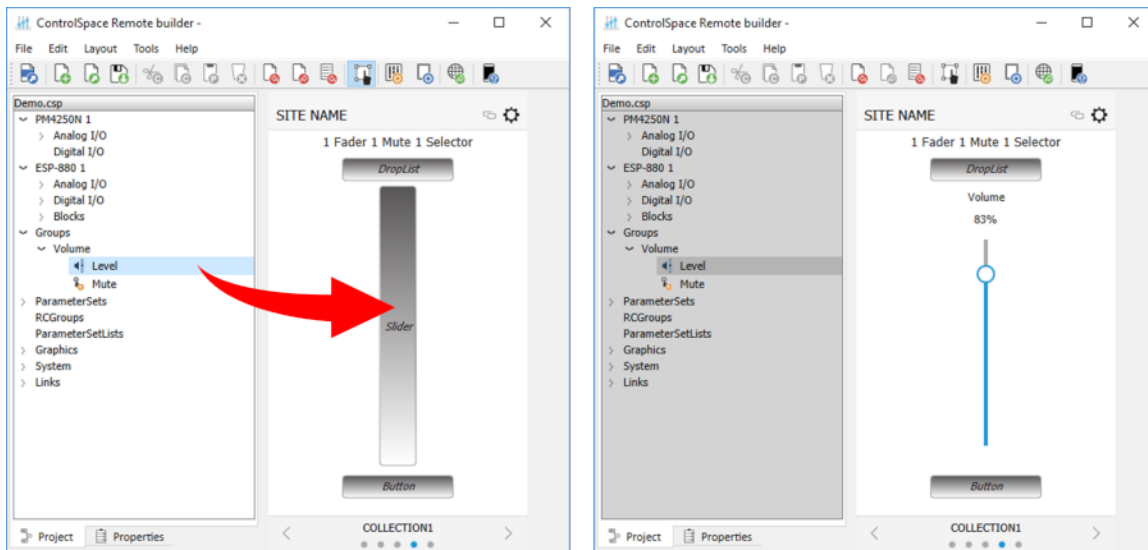 ControlSpace Remote builder -
File Edit Layout Tools Help
Demo.csp
PM4250N 1
Analog I/O
Digital I/O
ESP-880 1
Analog I/O
Digital I/O
Blocks
Groups
Volume
Level
Mute
ParameterSets
RCGroups
ParameterSetLists
Graphics
System
Links
Project Properties
SITE NAME
1 Fader 1 Mute 1 Selector
DropList
Slider
Button
COLLECTION1
ControlSpace Remote builder -
File Edit Layout Tools Help
Demo.csp
PM4250N 1
Analog I/O
Digital I/O
ESP-880 1
Analog I/O
Digital I/O
Blocks
Groups
Volume
Level
Mute
ParameterSets
RCGroups
ParameterSetLists
Graphics
System
Links
Project Properties
SITE NAME
1 Fader 1 Mute 1 Selector
DropList
Volume
83%
Button
COLLECTION1